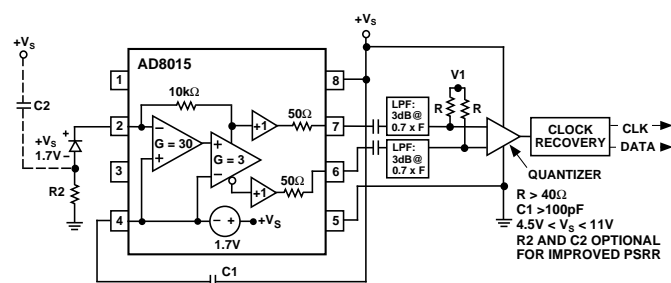 +VS
+VS
AD8015
C2
1
8
10kΩ
50Ω
+1
LPF:
3dB@
0.7 x F
R
V1
R
+VS
1.7V
+
–
2
–
+
G = 30
+
–
G = 3
7
CLOCK
RECOVERY
CLK
DATA
3
50Ω
+1
6
LPF:
3dB@
0.7 x F
QUANTIZER
R2
4
– +
+VS
1.7V
5
R > 40Ω
C1 >100pF
4.5V < VS < 11V
R2 AND C2 OPTIONAL
FOR IMPROVED PSRR
C1